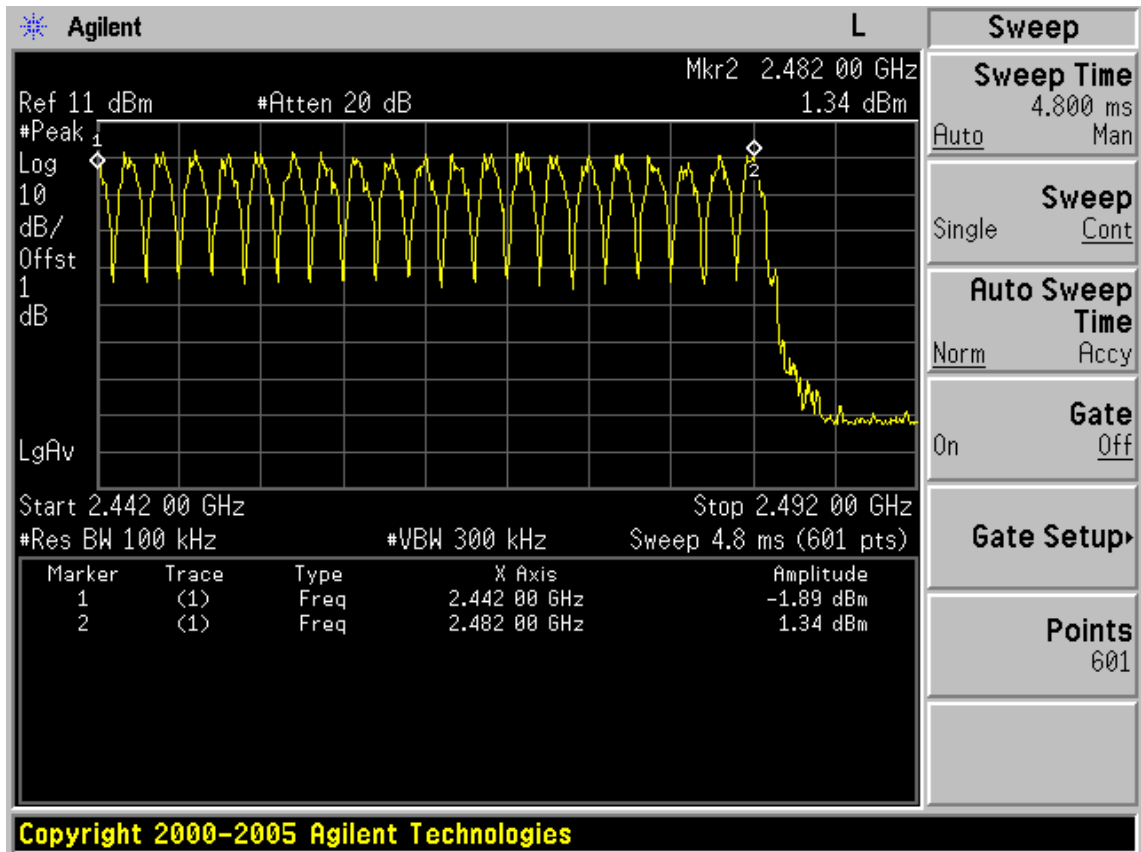 Agilent L
Mkr2 2.482 00 GHz
Ref 11 dBm #Atten 20 dB 1.34 dBm
#Peak
Log
10
dB/
Offst
1
dB
LgAv
1
2
Start 2.442 00 GHz Stop 2.492 00 GHz
#Res BW 100 kHz #VBW 300 kHz Sweep 4.8 ms (601 pts)
Marker Trace Type X Axis Amplitude
1 (1) Freq 2.442 00 GHz -1.89 dBm
2 (1) Freq 2.482 00 GHz 1.34 dBm
Sweep
Sweep Time
4.800 ms
Auto Man
Sweep
Single Cont
Auto Sweep
Time
Norm Accy
Gate
On Off
Gate Setup
Points
601
Copyright 2000-2005 Agilent Technologies